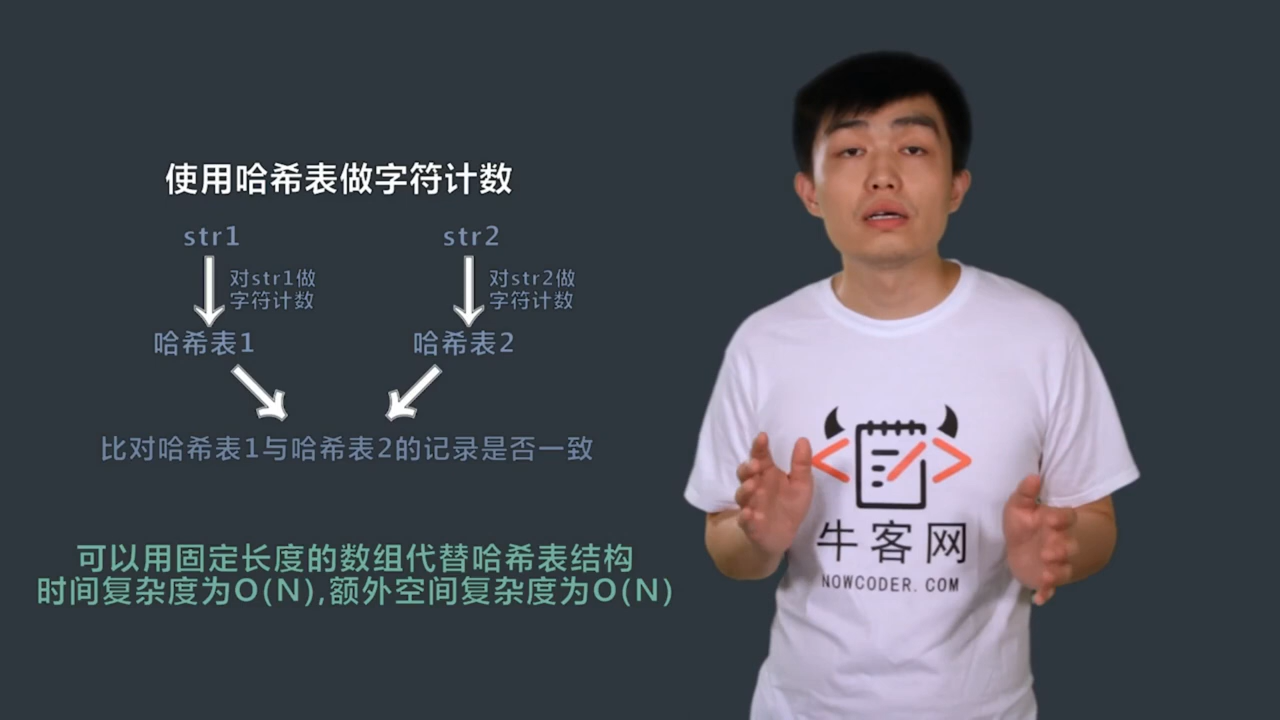 使用哈希表做字符计数
str1
str2
对str1做
字符计数
对str2做
字符计数
哈希表1
哈希表2
比对哈希表1与哈希表2的记录是否一致
可以用固定长度的数组代替哈希表结构
时间复杂度为O(N),额外空间复杂度为O(N)
牛客网
NOWCODER.COM